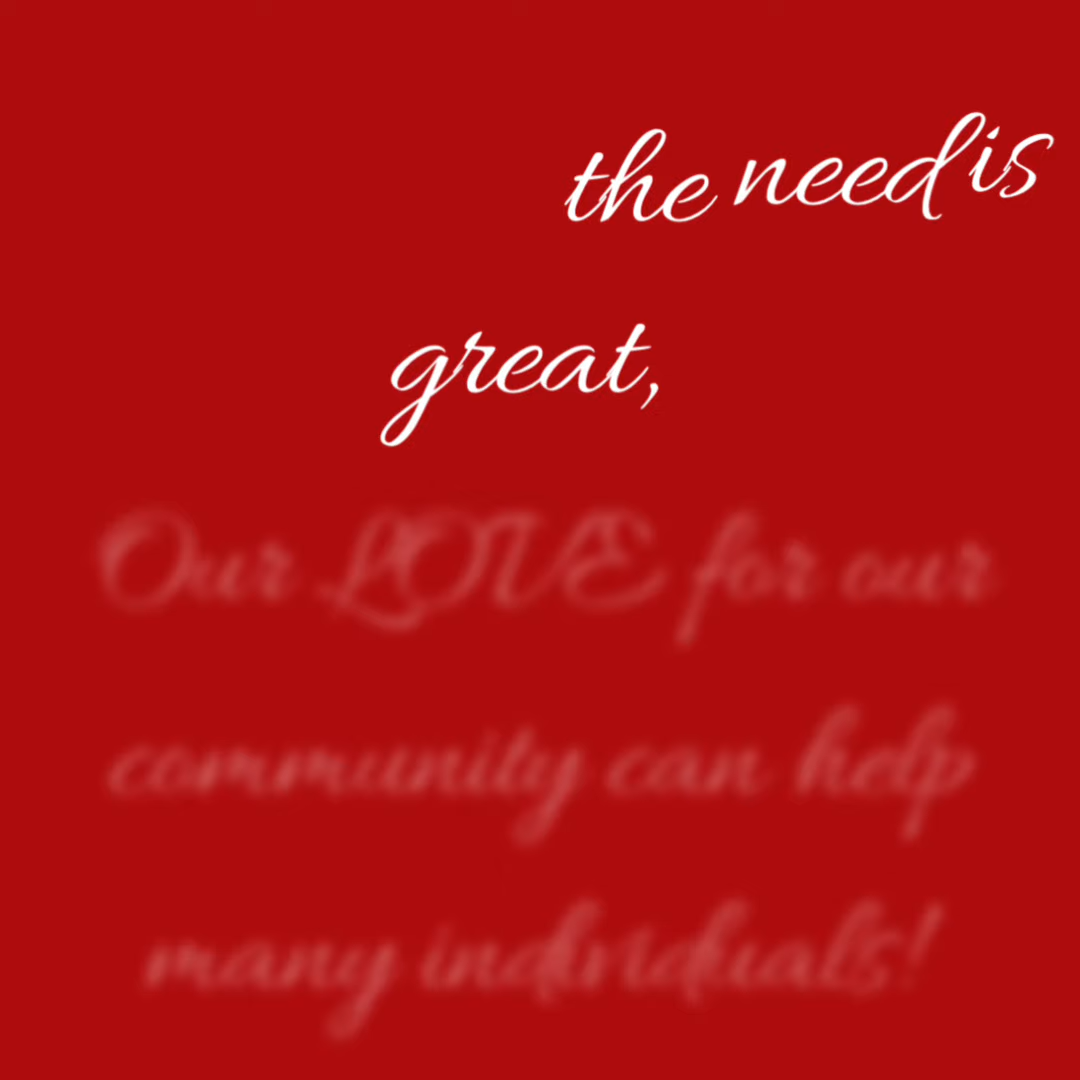 the need is
great,
Our LOVE for our
community can help
many individuals!